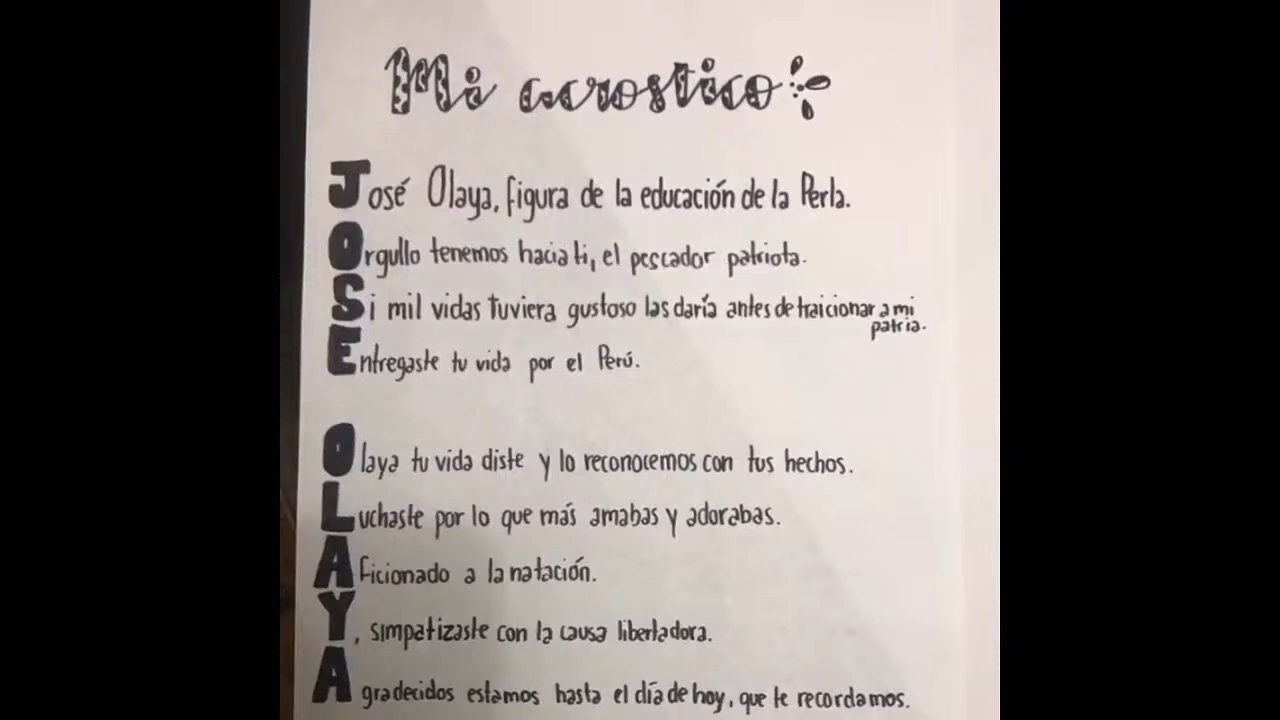 Mi acrostico
José Olaya, figura de la educación de la Perla.
Orgullo tenemos hacia ti, el pescador patriota.
Si mil vidas tuviera gustoso las daría antes de traicionar a mi
patria.
Entregaste tu vida por el Perú.
Olaya tu vida diste y lo reconocemos con tus hechos.
Luchaste por lo que más amabas y adorabas.
Aficionado a la natación.
Y, simpatizaste con la causa libertadora.
Agradecidos estamos hasta el día de hoy, que te recordamos.